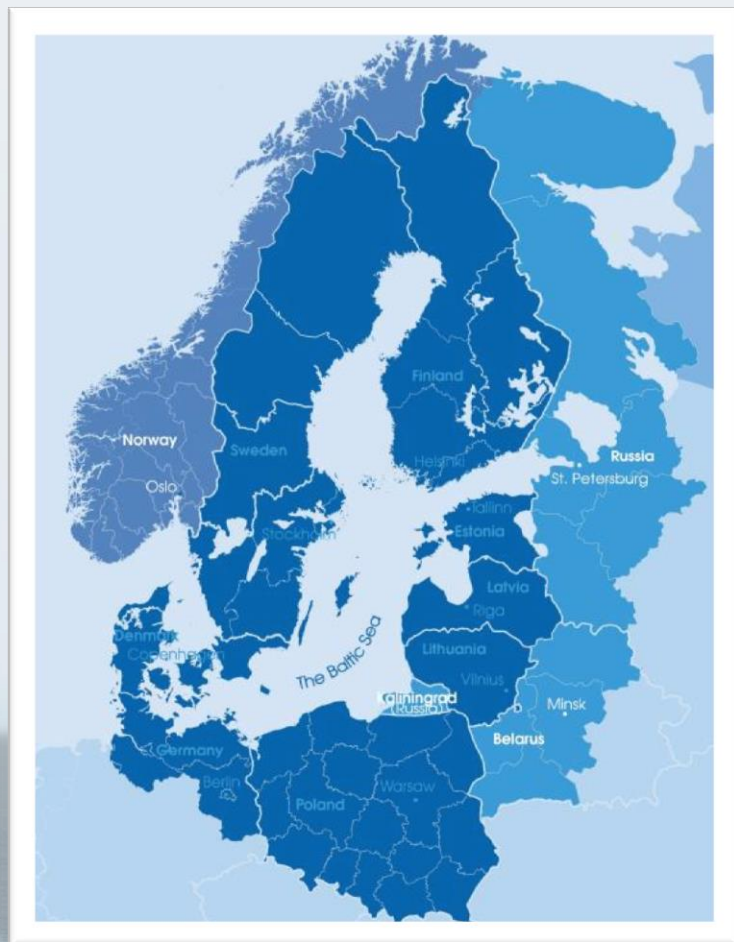 Finland
Norway
Sweden
Helsinki
Russia
Oslo
St. Petersburg
Tallinn
Stockholm
Estonia
Latvia
Riga
Denmark
Copenhagen
Lithuania
The Baltic Sea
Vilnius
Kaliningrad
(Russia)
Minsk
Belarus
Germany
Berlin
Warsaw
Poland